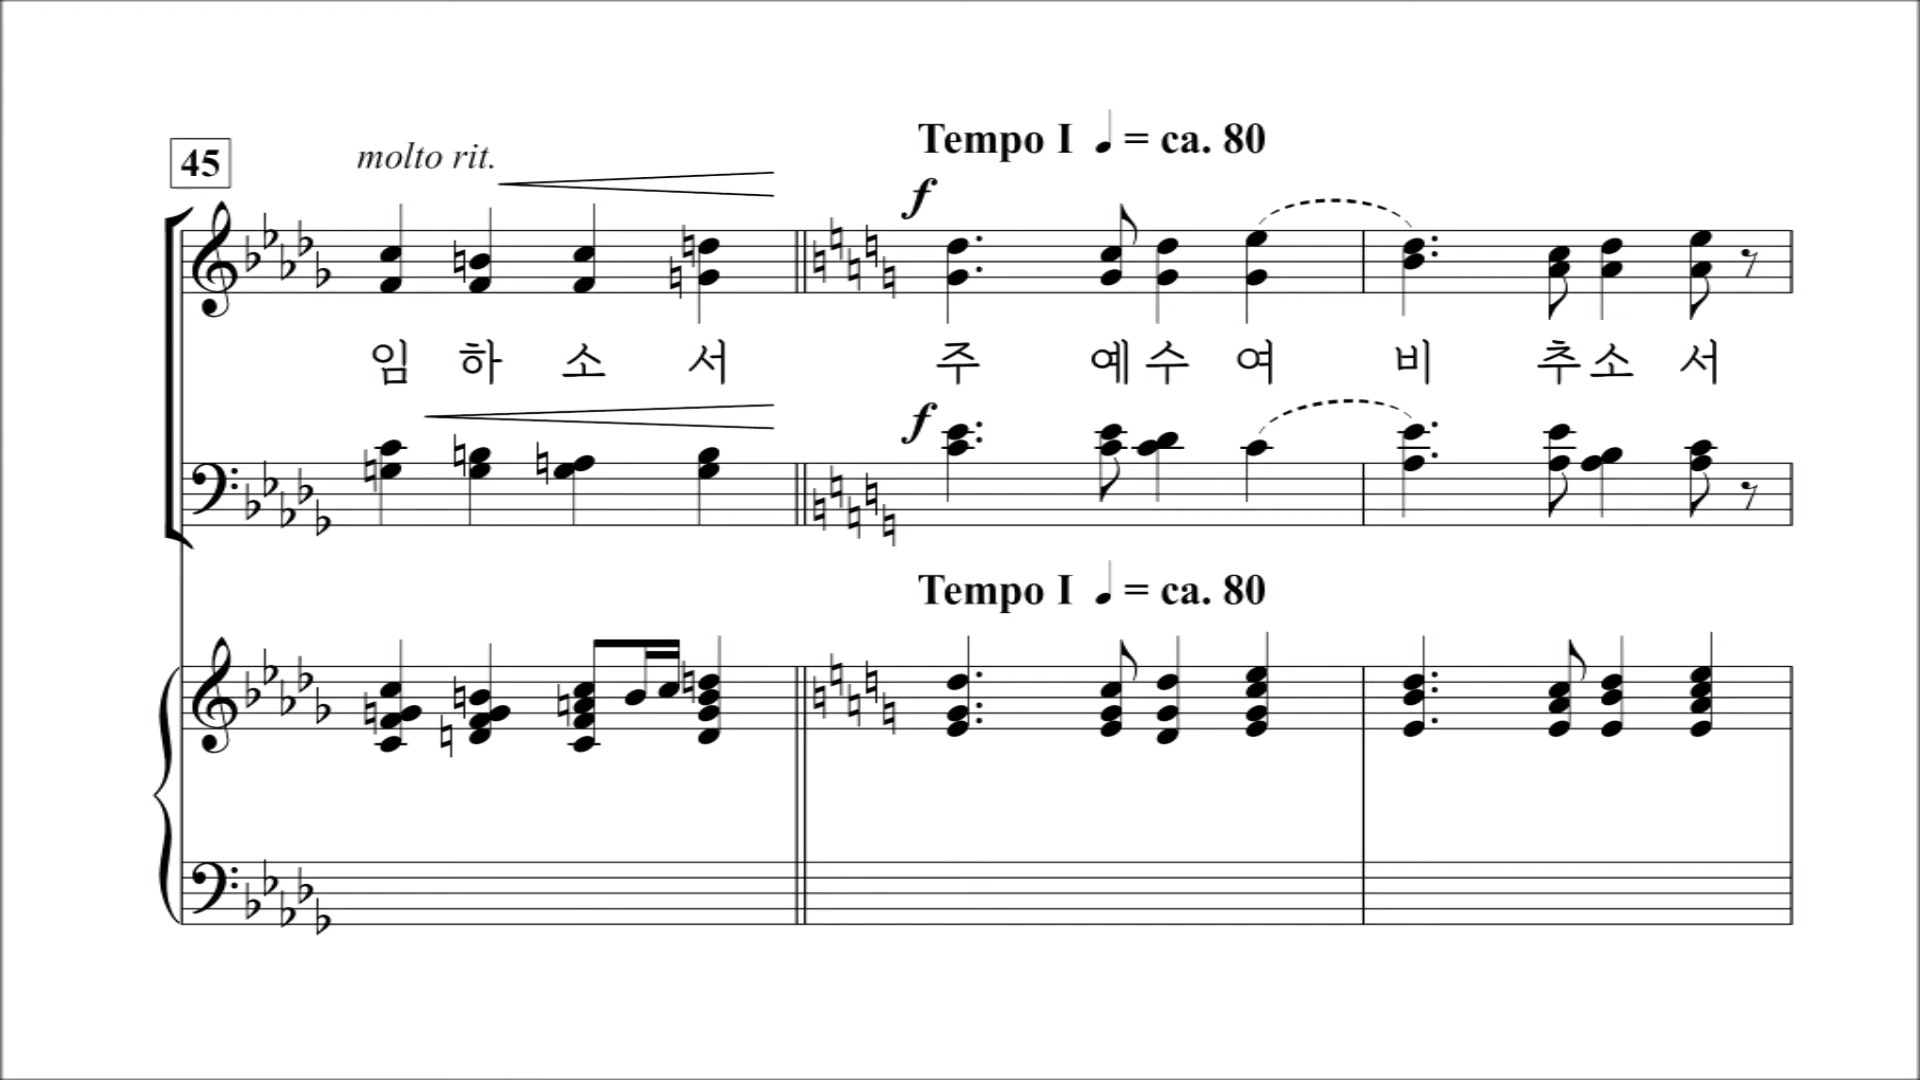 Tempo I ♩ = ca. 80
45 molto rit.
f
임 하 소 서 주 예 수 여 비 추 소 서
f
Tempo I ♩ = ca. 80